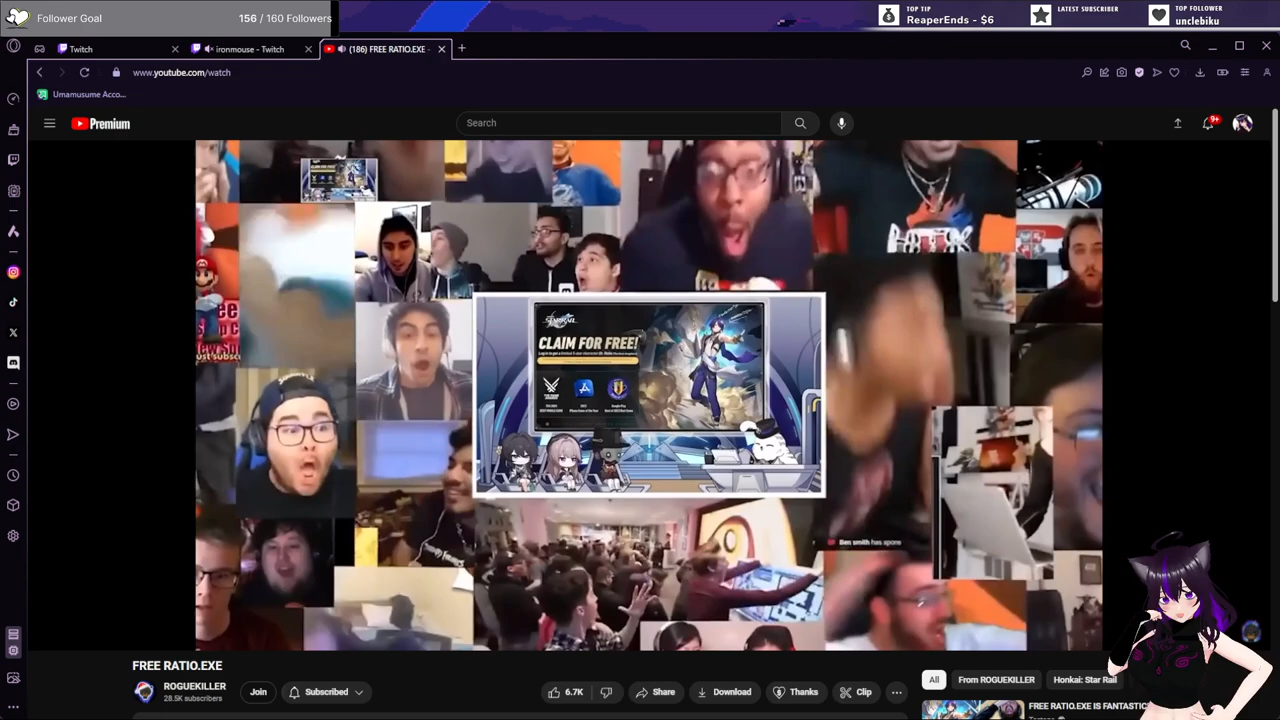 Follower Goal
156 / 160 Followers
TOP TIP
ReaperEnds - $6
LATEST SUBSCRIBER
TOP FOLLOWER
unclebiku
Twitch
ironmouse - Twitch
(186) FREE RATIO.EXE -
www.youtube.com/watch
Umamusume Acco...
Premium
Search
9+
STAR RAIL
CLAIM FOR FREE!
Ben smith has spore
FREE RATIO.EXE
ROGUEKILLER
28.5K subscribers
Join
Subscribed
6.7K
Share
Download
Thanks
Clip
All
From ROGUEKILLER
Honkai: Star Rail
FREE RATIO.EXE IS FANTASTIC